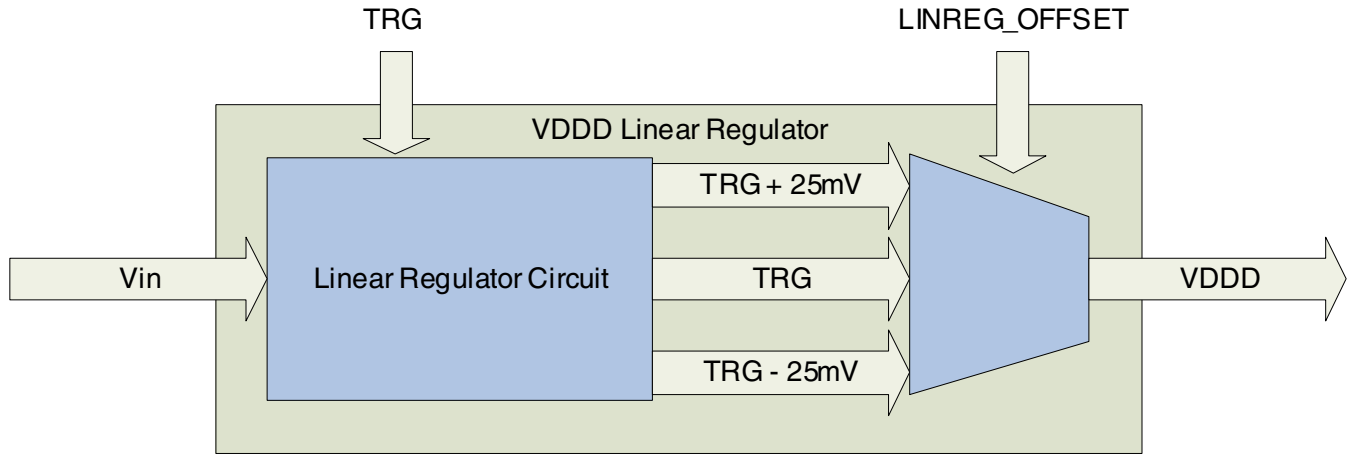 TRG
LINREG_OFFSET
VDDD Linear Regulator
TRG + 25mV
Vin
Linear Regulator Circuit
TRG
VDDD
TRG - 25mV